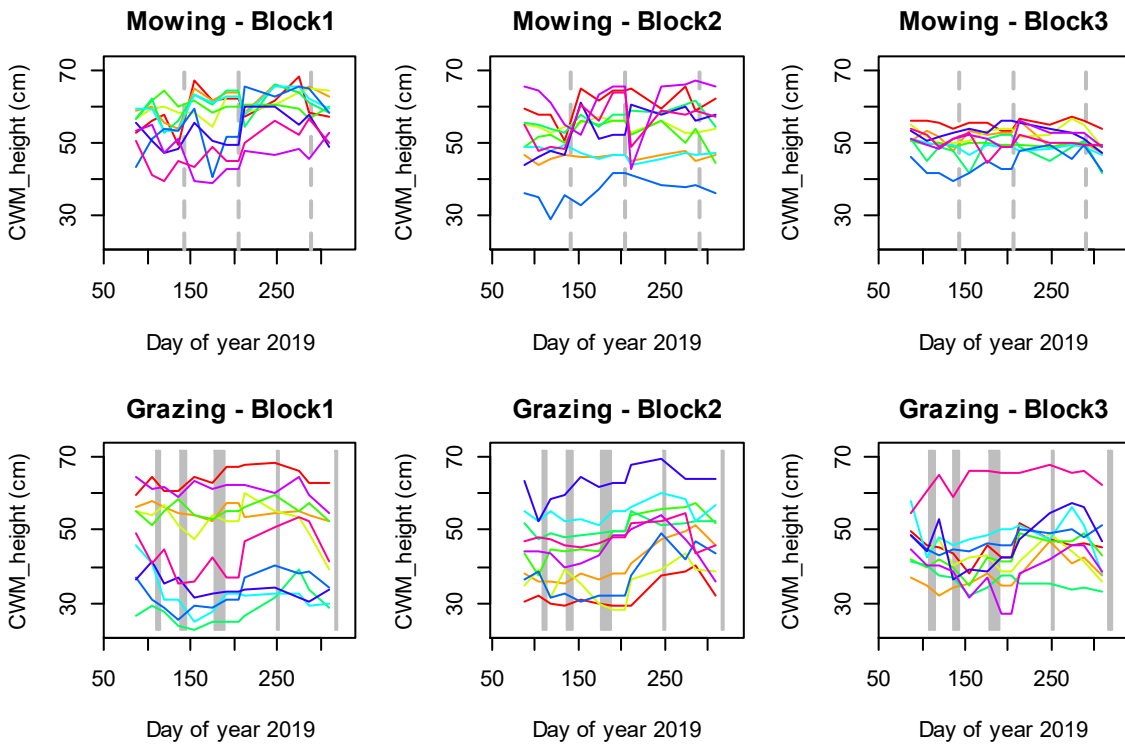 Mowing - Block1 Mowing - Block2 Mowing - Block3
CWM_height (cm) 30 50 70 CWM_height (cm) 30 50 70 CWM_height (cm) 30 50 70
50 150 250 50 150 250 50 150 250
Day of year 2019 Day of year 2019 Day of year 2019
Grazing - Block1 Grazing - Block2 Grazing - Block3
CWM_height (cm) 30 50 70 CWM_height (cm) 30 50 70 CWM_height (cm) 30 50 70
50 150 250 50 150 250 50 150 250
Day of year 2019 Day of year 2019 Day of year 2019